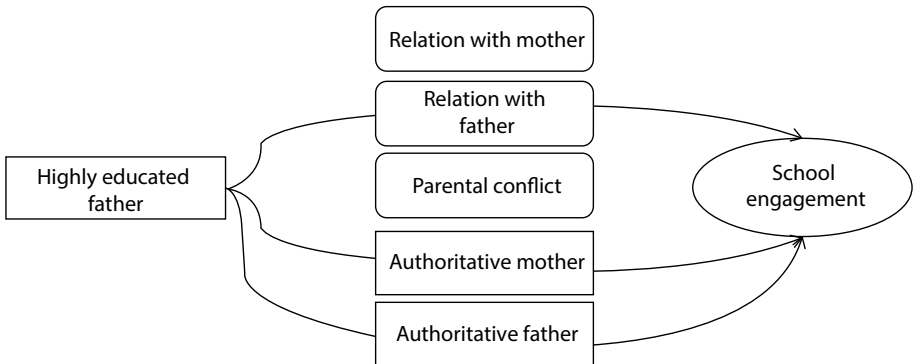 Relation with mother
Relation with
father
Highly educated
father
Parental conflict
School
engagement
Authoritative mother
Authoritative father